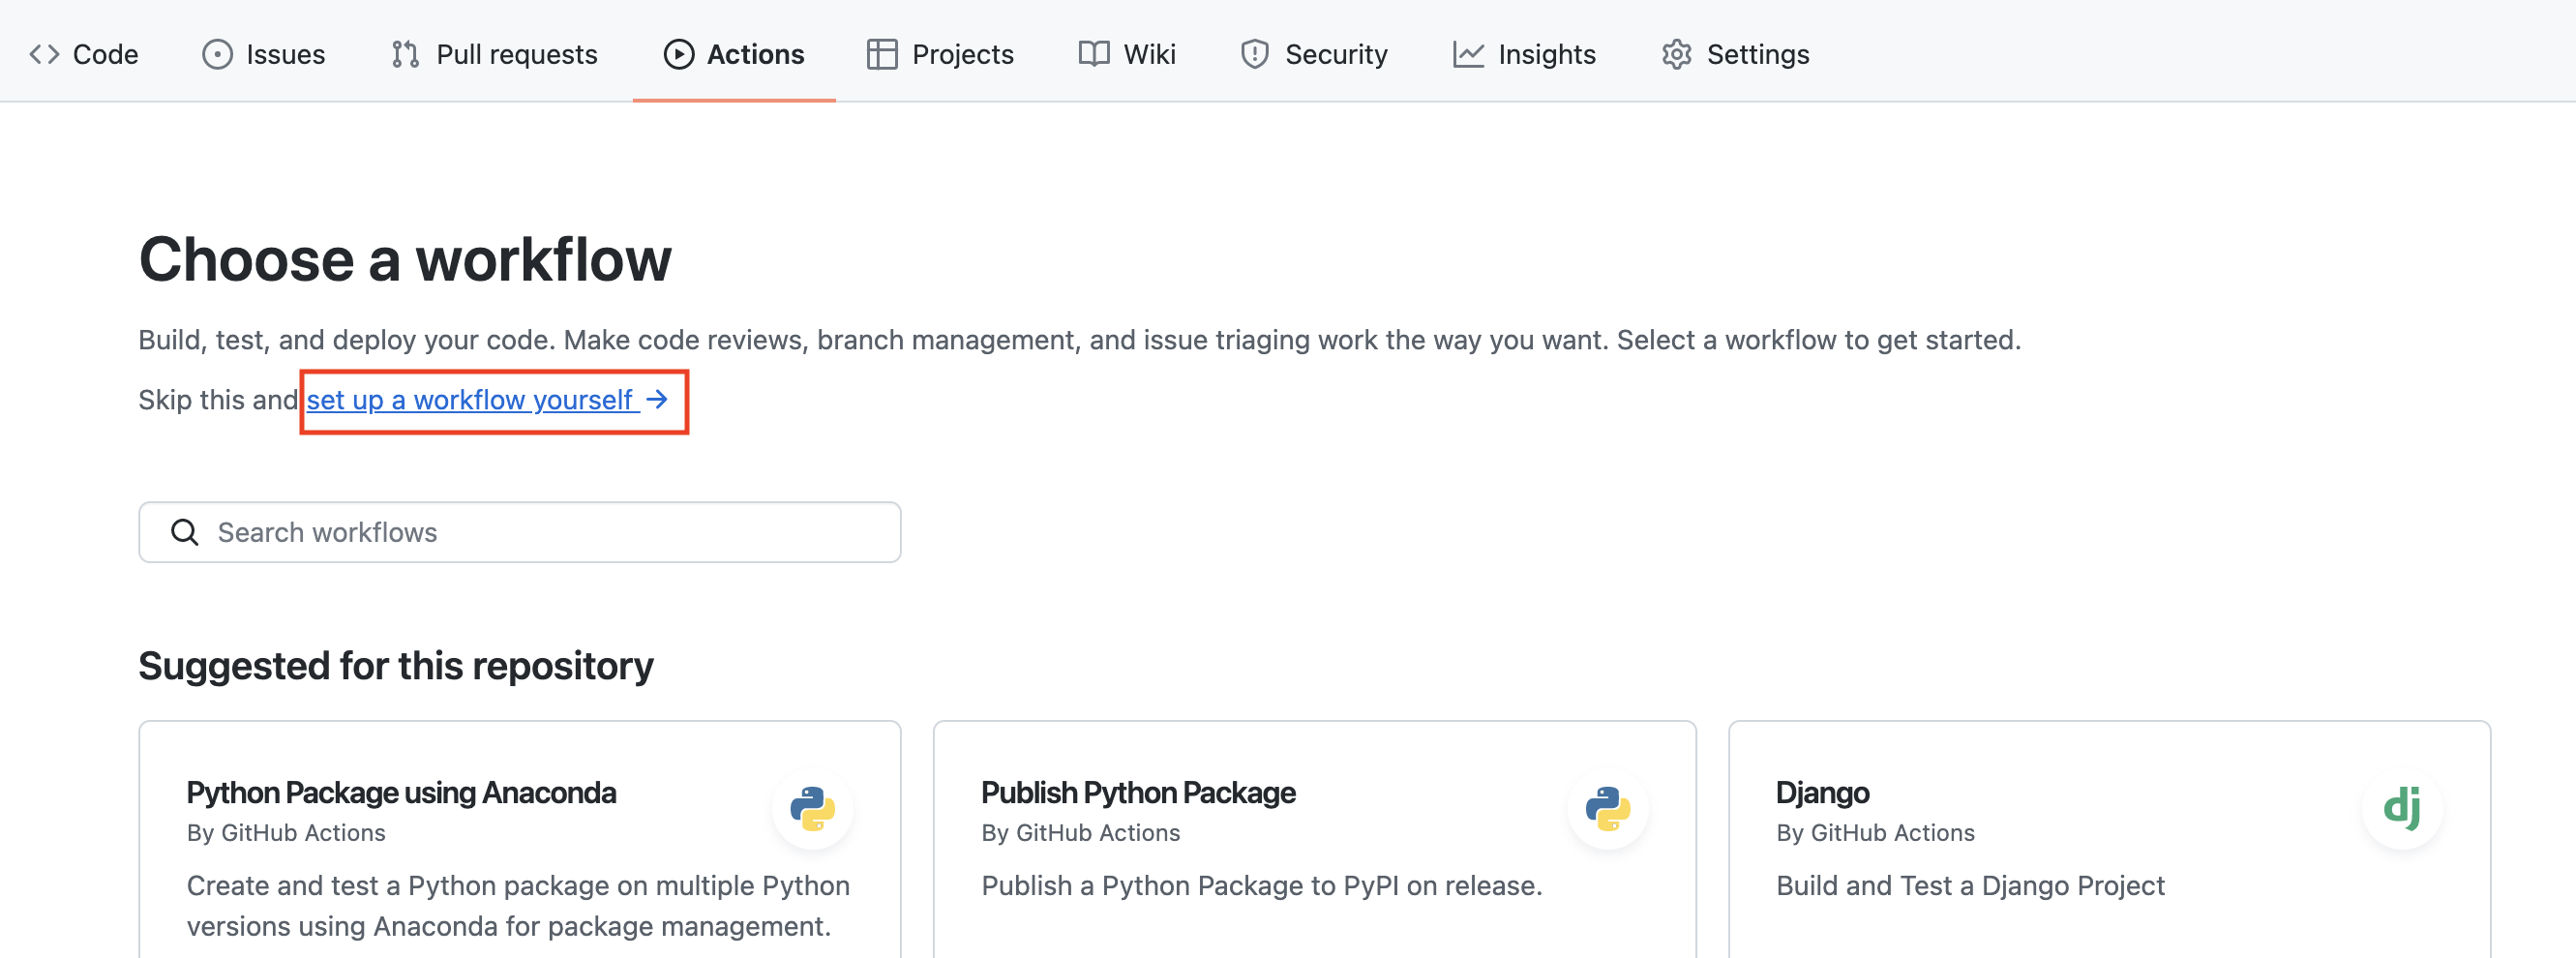 Code Issues Pull requests Actions Projects Wiki Security Insights Settings
Choose a workflow
Build, test, and deploy your code. Make code reviews, branch management, and issue triaging work the way you want. Select a workflow to get started.
Skip this and set up a workflow yourself →
Search workflows
Suggested for this repository
Python Package using Anaconda
By GitHub Actions
Create and test a Python package on multiple Python
versions using Anaconda for package management.
Publish Python Package
By GitHub Actions
Publish a Python Package to PyPI on release.
Django
By GitHub Actions
Build and Test a Django Project
dj